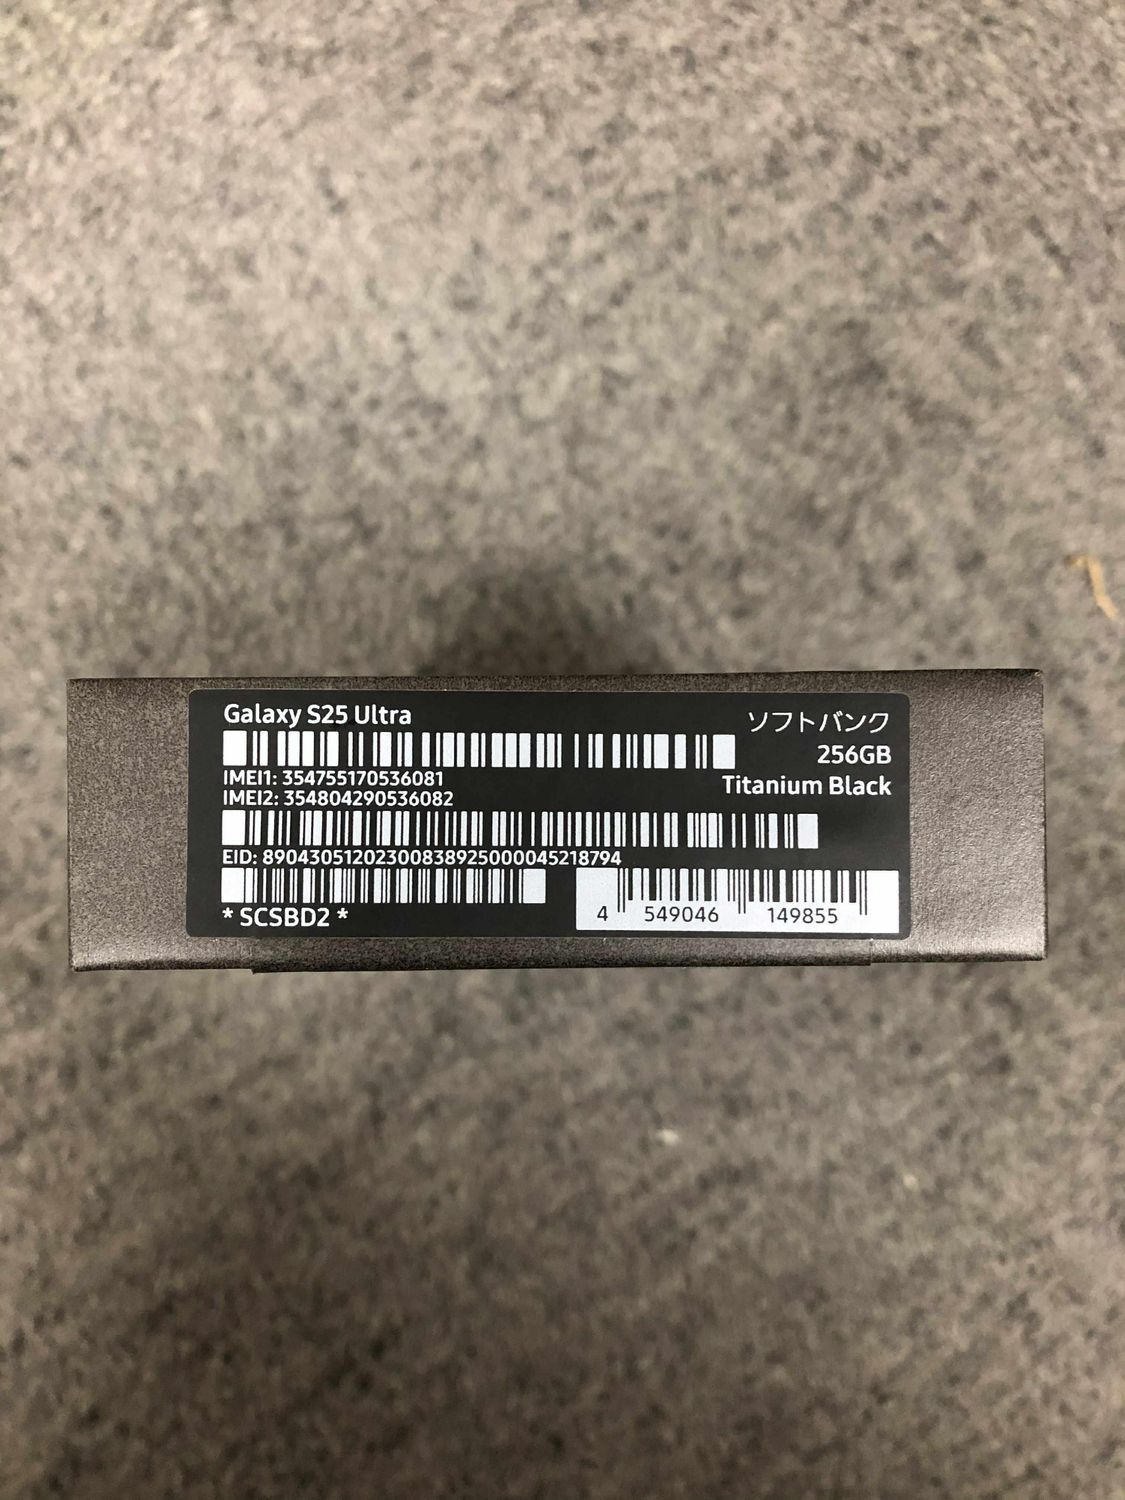 Galaxy S25 Ultra
ソフトバンク
256GB
Titanium Black
IMEI1: 354755170536081
IMEI2: 354804290536082
EID: 89043051202300838925000045218794
* SCSBD2 *
4 549046 149855